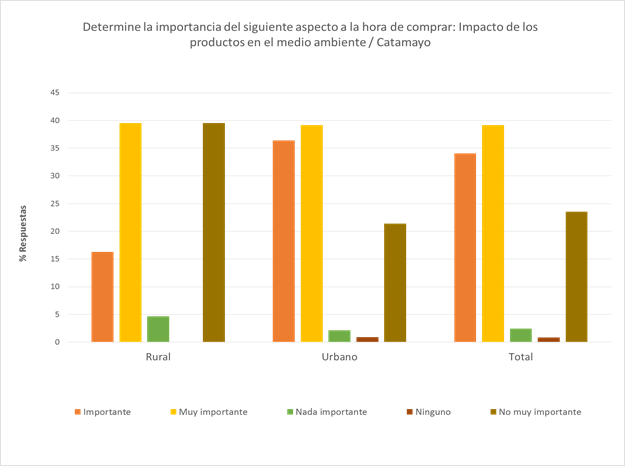 Determine la importancia del siguiente aspecto a la hora de comprar: Impacto de los
productos en el medio ambiente / Catamayo
45
40
35
30
25
20
15
10
5
0
% Respuestas
Rural Urbano Total
Importante Muy importante Nada importante Ninguno No muy importante